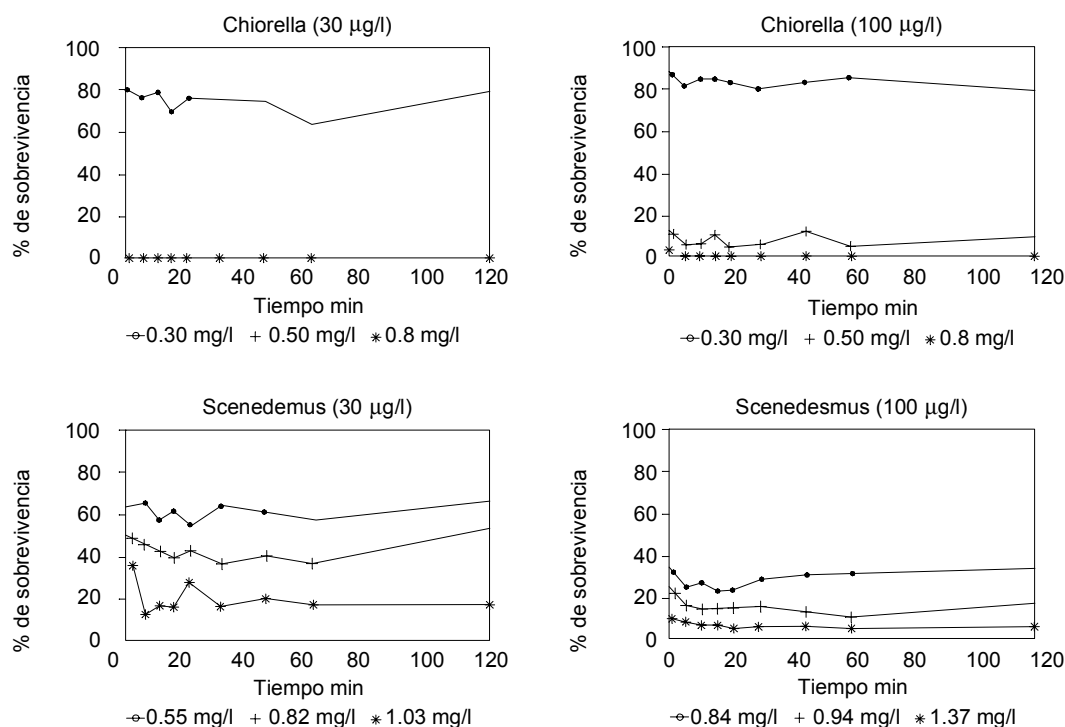 Chiorella (30 µg/l)
% de sobrevivencia
100
80
60
40
20
0
0 20 40 60 80 100 120
Tiempo min
0.30 mg/l + 0.50 mg/l * 0.8 mg/l
Chiorella (100 µg/l)
% de sobrevivencia
100
80
60
40
20
0
0 20 40 60 80 100 120
Tiempo min
0.30 mg/l + 0.50 mg/l * 0.8 mg/l
Scenedemus (30 µg/l)
% de sobrevivencia
100
80
60
40
20
0
0 20 40 60 80 100 120
Tiempo min
0.55 mg/l + 0.82 mg/l * 1.03 mg/l
Scenedesmus (100 µg/l)
% de sobrevivencia
100
80
60
40
20
0
0 20 40 60 80 100 120
Tiempo min
0.84 mg/l + 0.94 mg/l * 1.37 mg/l